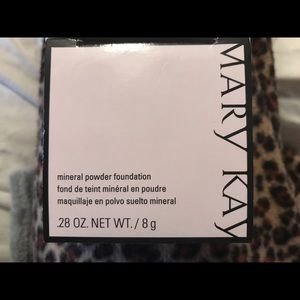 MARY KAY
mineral powder foundation
fond de teint minéral en poudre
maquillaje en polvo suelto mineral
.28 OZ. NET WT. / 8 g